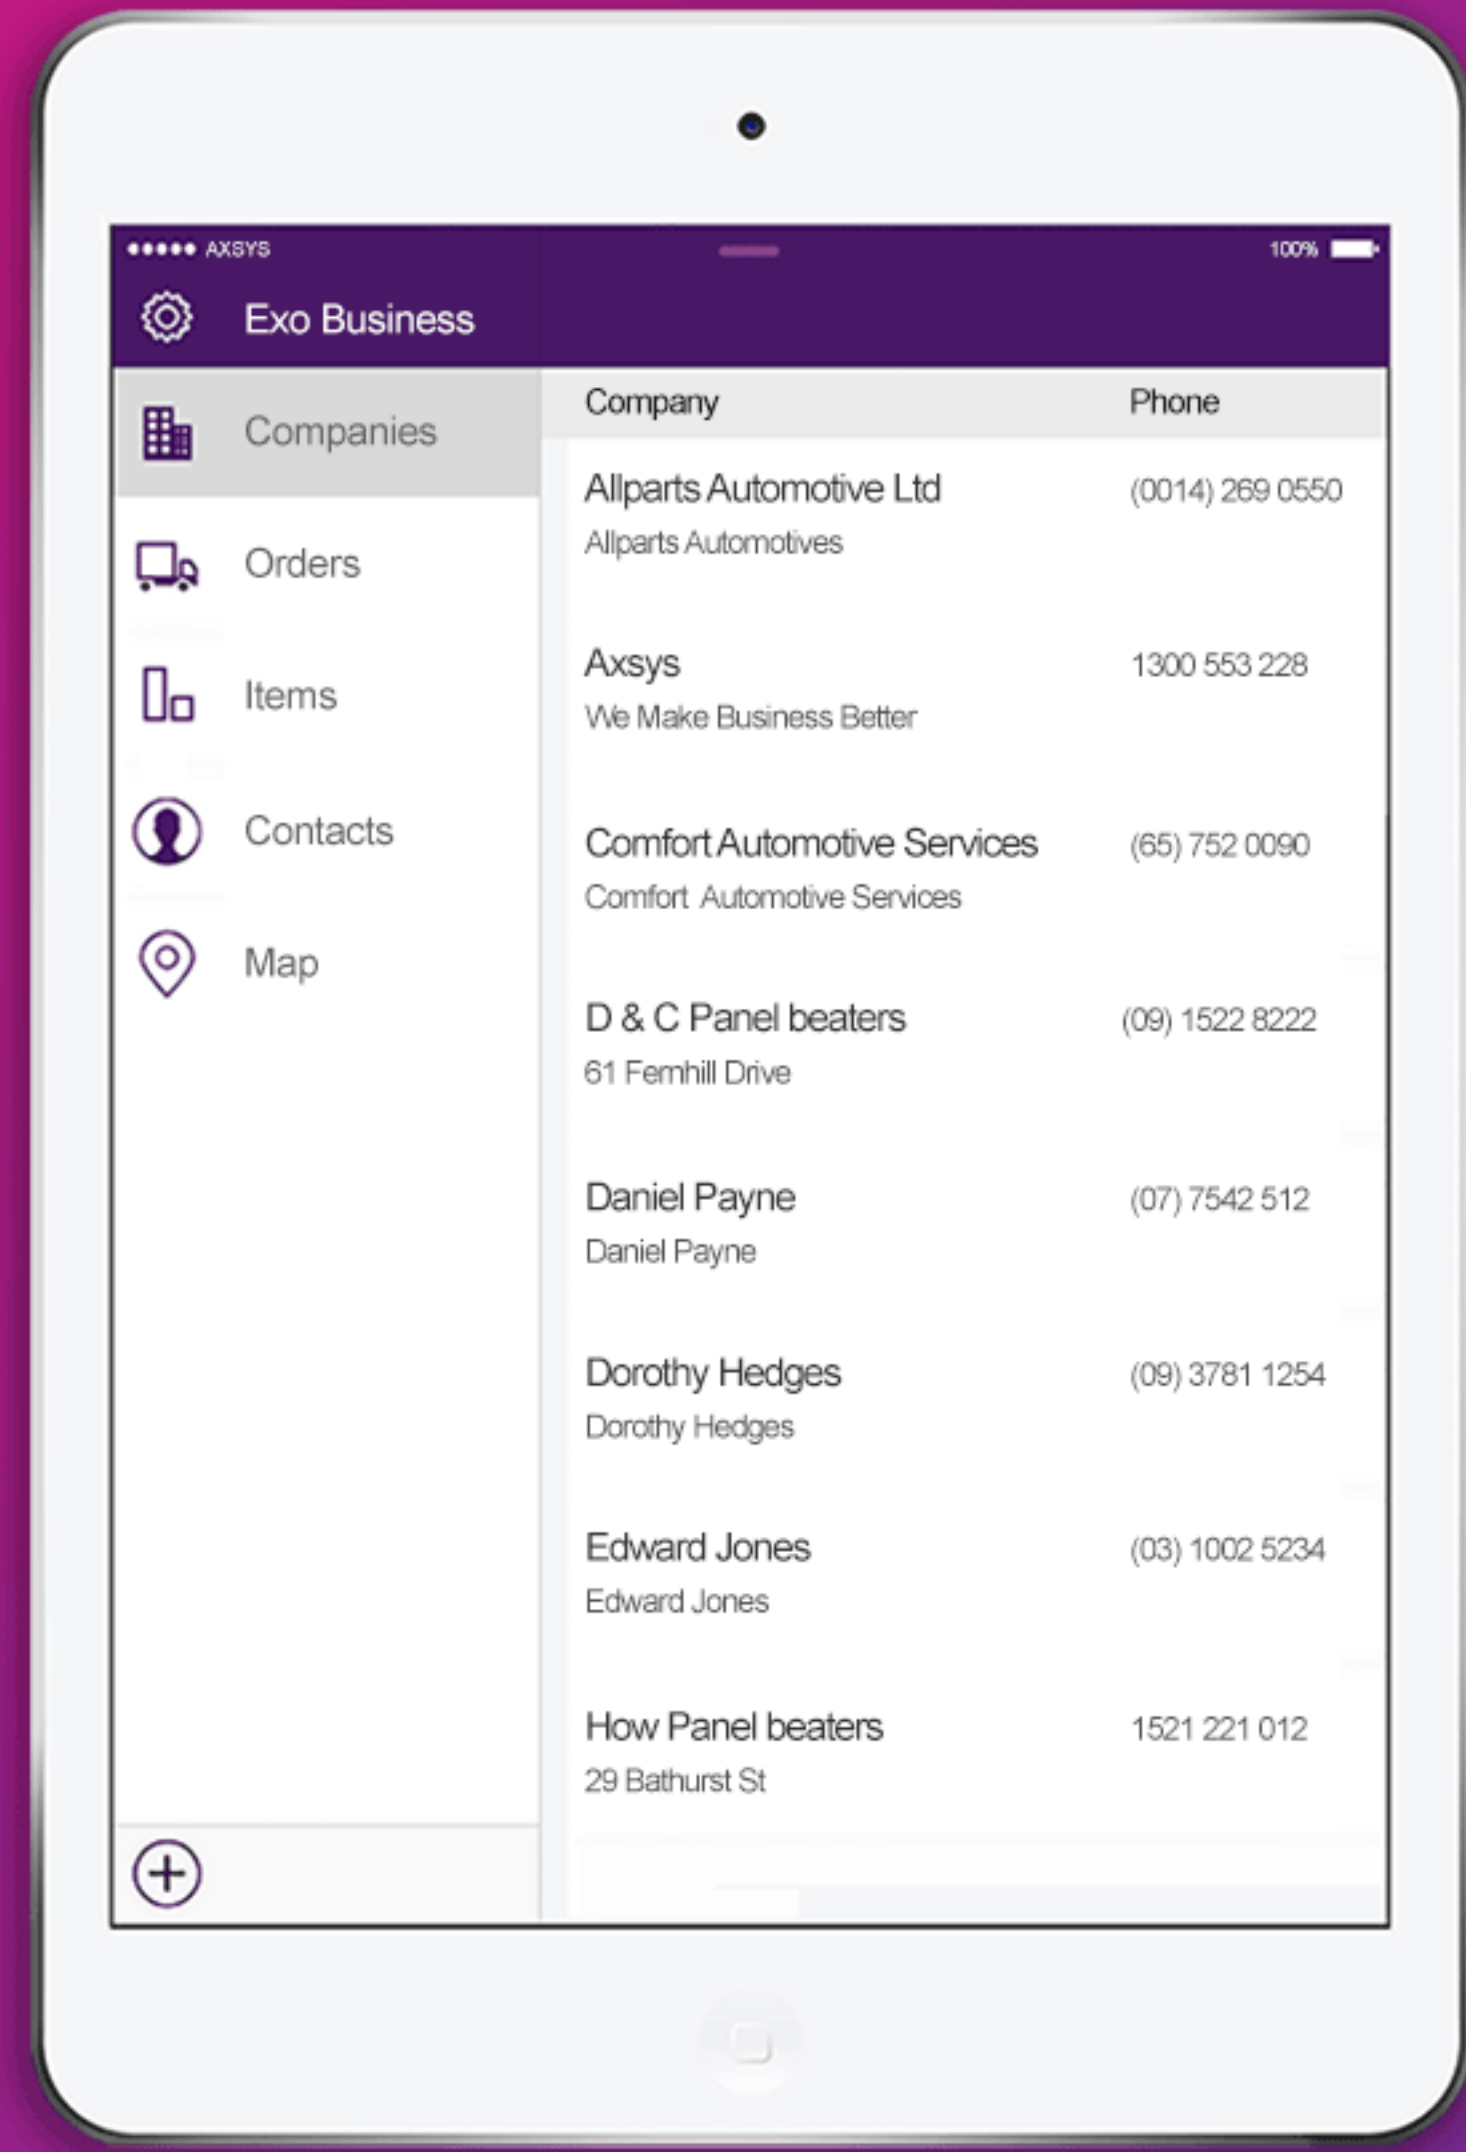 AXSYS
100%
Exo Business
Companies
Orders
Items
Contacts
Map
Company Phone
Allparts Automotive Ltd (0014) 269 0550
Allparts Automotives
Axsys 1300 553 228
We Make Business Better
Comfort Automotive Services (65) 752 0090
Comfort Automotive Services
D & C Panel beaters (09) 1522 8222
61 Fernhill Drive
Daniel Payne (07) 7542 512
Daniel Payne
Dorothy Hedges (09) 3781 1254
Dorothy Hedges
Edward Jones (03) 1002 5234
Edward Jones
How Panel beaters 1521 221 012
29 Bathurst St